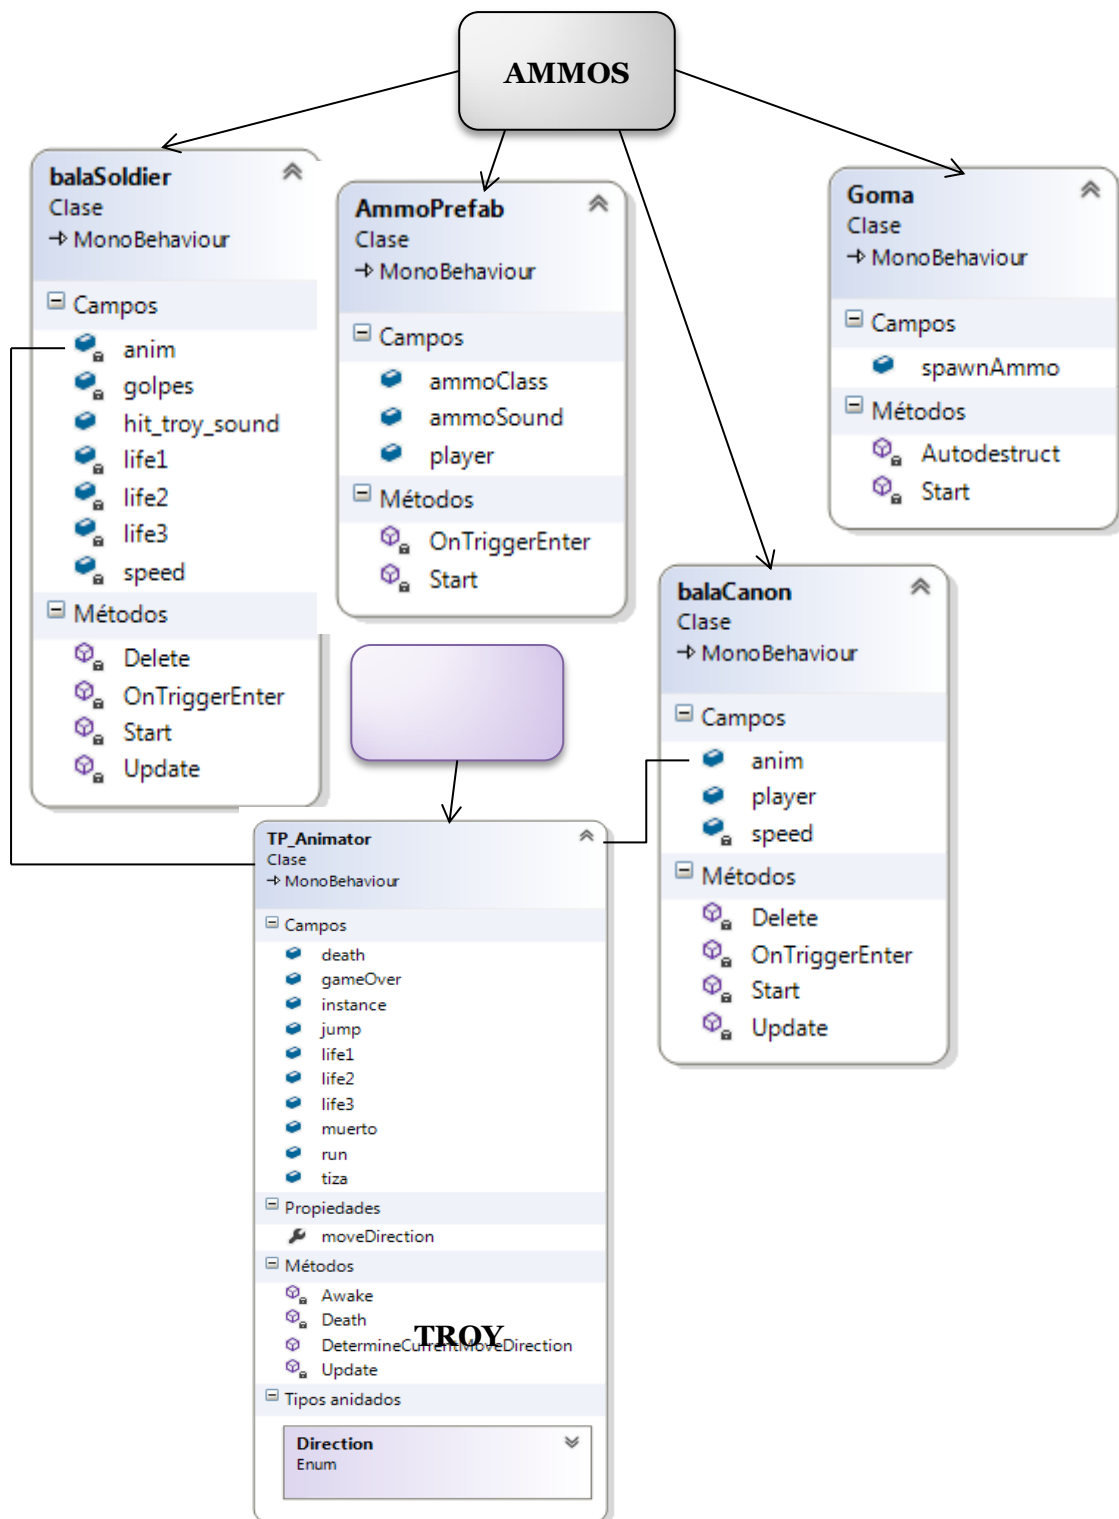 AMMOS
balaSoldier
Clase
MonoBehaviour
Campos
anim
golpes
hit_troy_sound
life1
life2
life3
speed
Métodos
Delete
OnTriggerEnter
Start
Update
AmmoPrefab
Clase
MonoBehaviour
Campos
ammoClass
ammoSound
player
Métodos
OnTriggerEnter
Start
Goma
Clase
MonoBehaviour
Campos
spawnAmmo
Métodos
Autodestruct
Start
balaCanon
Clase
MonoBehaviour
Campos
anim
player
speed
Métodos
Delete
OnTriggerEnter
Start
Update
TP_Animator
Clase
MonoBehaviour
Campos
death
gameOver
instance
jump
life1
life2
life3
muerto
run
tiza
Propiedades
moveDirection
Métodos
Awake
Death
TROY
DetermineCurrentMoveDirection
Update
Tipos anidados
Direction
Enum